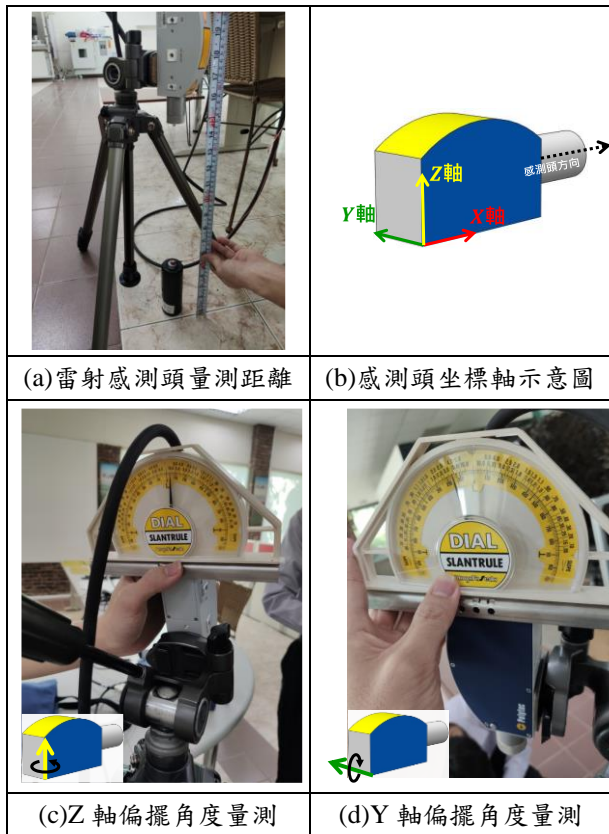 Z軸
Y軸
X軸
感測頭方向
(a)雷射感測頭量測距離
(b)感測頭坐標軸示意圖
DIAL
SLANTRULE
DIAL
SLANTRULE
Polytec
(c)Z 軸偏擺角度量測
(d)Y 軸偏擺角度量測